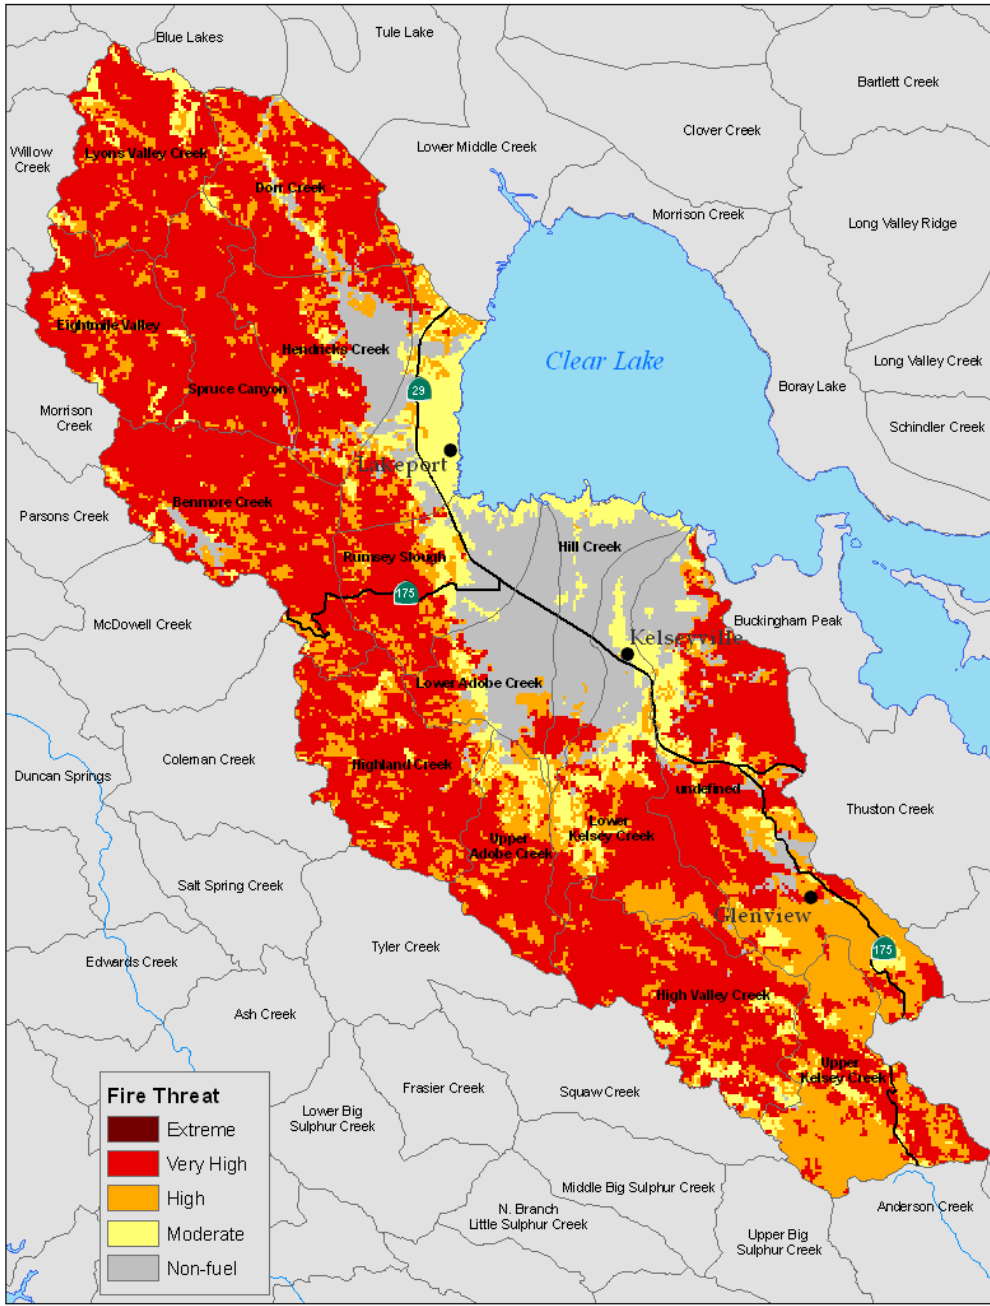 Blue Lakes
Tule Lake
Bartlett Creek
Clover Creek
Lower Middle Creek
Willow
Creek
Lyons Valley Creek
Dorr Creek
Morrison Creek
Long Valley Ridge
Eightmile Valley
Hendricks Creek
Clear Lake
Long Valley Creek
Spruce Canyon
29
Boray Lake
Morrison
Creek
Schindler Creek
Lakeport
Benmore Creek
Parsons Creek
Rumsey Slough
Hill Creek
175
McDowell Creek
Buckingham Peak
Kelseyville
Lower Adobe Creek
Coleman Creek
Highland Creek
Duncan Springs
undefined
Thuston Creek
Lower
Kelsey Creek
Upper
Adobe Creek
Salt Spring Creek
Glenview
Tyler Creek
175
Edwards Creek
High Valley Creek
Ash Creek
Upper
Kelsey Creek
Frasier Creek
Squaw Creek
Lower Big
Sulphur Creek
Middle Big Sulphur Creek
N. Branch
Little Sulphur Creek
Anderson Creek
Upper Big
Sulphur Creek
Fire Threat
Extreme
Very High
High
Moderate
Non-fuel